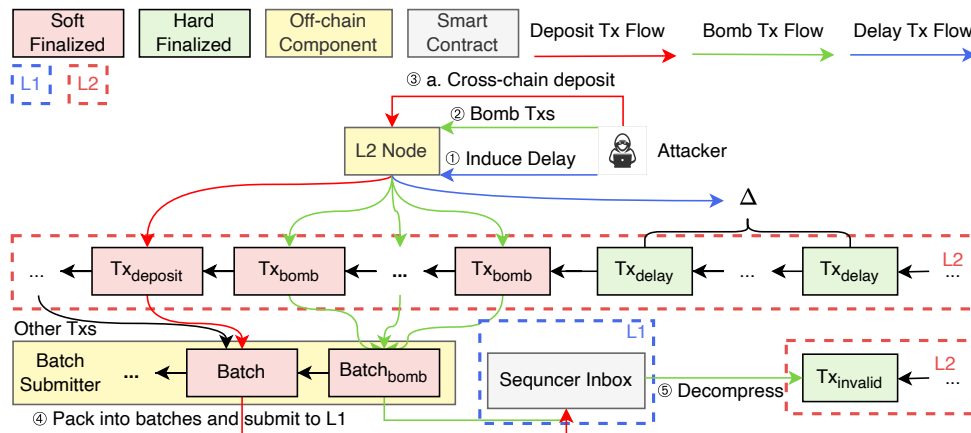 Soft
Finalized
Hard
Finalized
Off-chain
Component
Smart
Contract
Deposit Tx Flow
Bomb Tx Flow
Delay Tx Flow
L1
L2
③ a. Cross-chain deposit
② Bomb Txs
L2 Node
① Induce Delay
Attacker
Δ
L2
...
Tx_deposit
Tx_bomb
...
Tx_bomb
Tx_delay
...
Tx_delay
...
Other Txs
Batch
Submitter
...
Batch
Batch_bomb
L1
Sequncer Inbox
⑤ Decompress
L2
Tx_invalid
...
④ Pack into batches and submit to L1